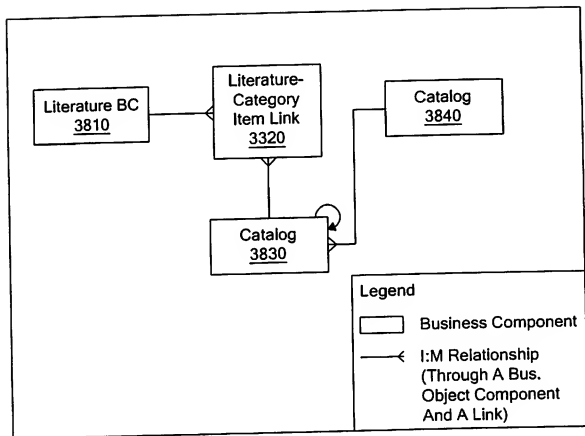 Literature BC
3810
Literature-
Category
Item Link
3320
Catalog
3840
Catalog
3830
Legend
Business Component
I:M Relationship
(Through A Bus.
Object Component
And A Link)